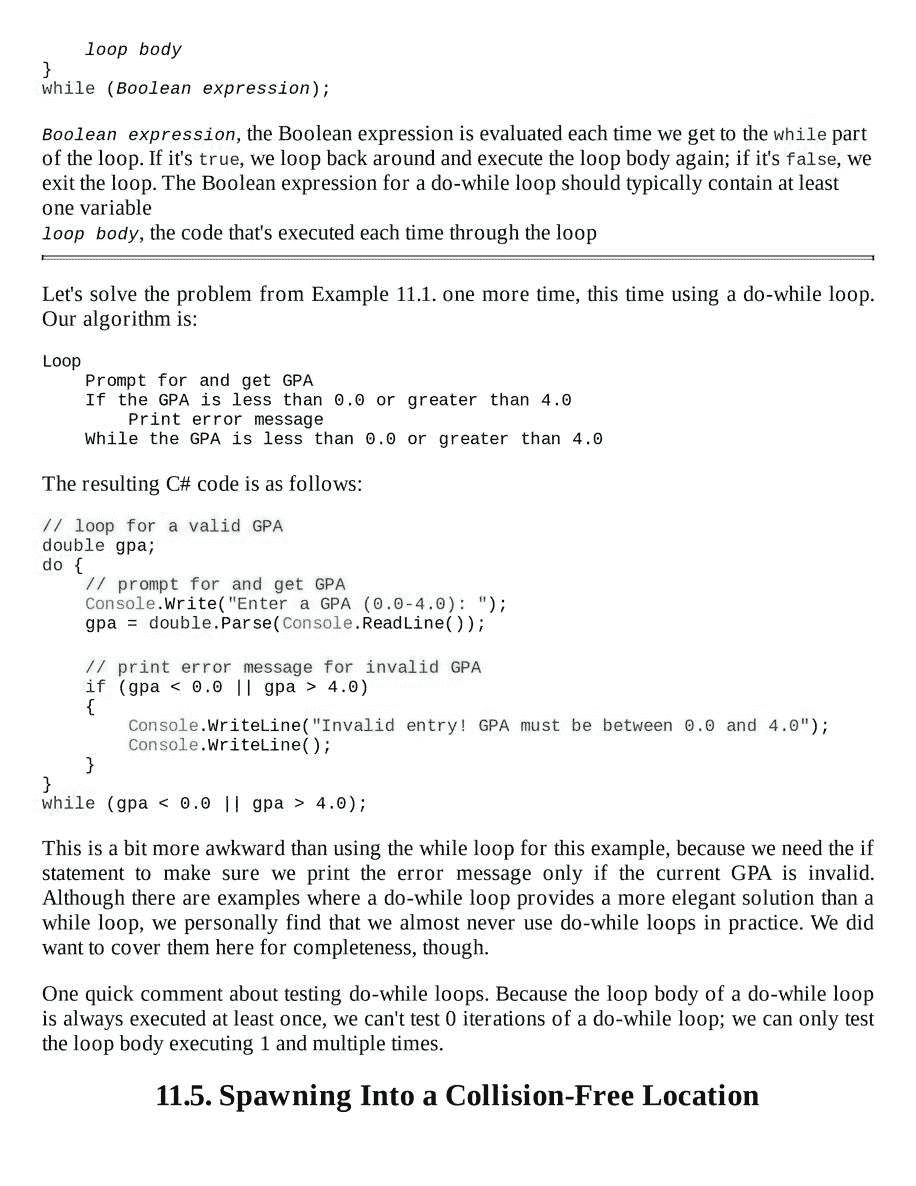 loop body
}
while (Boolean expression);
Boolean expression, the Boolean expression is evaluated each time we get to the while part
of the loop. If it's true, we loop back around and execute the loop body again; if it's false, we
exit the loop. The Boolean expression for a do-while loop should typically contain at least
one variable
loop body, the code that's executed each time through the loop
Let's solve the problem from Example 11.1. one more time, this time using a do-while loop.
Our algorithm is:
Loop
    Prompt for and get GPA
    If the GPA is less than 0.0 or greater than 4.0
        Print error message
    While the GPA is less than 0.0 or greater than 4.0
The resulting C# code is as follows:
// loop for a valid GPA
double gpa;
do {
    // prompt for and get GPA
    Console.Write("Enter a GPA (0.0-4.0): ");
    gpa = double.Parse(Console.ReadLine());
    // print error message for invalid GPA
    if (gpa < 0.0 || gpa > 4.0)
    {
        Console.WriteLine("Invalid entry! GPA must be between 0.0 and 4.0");
        Console.WriteLine();
    }
}
while (gpa < 0.0 || gpa > 4.0);
This is a bit more awkward than using the while loop for this example, because we need the if
statement to make sure we print the error message only if the current GPA is invalid.
Although there are examples where a do-while loop provides a more elegant solution than a
while loop, we personally find that we almost never use do-while loops in practice. We did
want to cover them here for completeness, though.
One quick comment about testing do-while loops. Because the loop body of a do-while loop
is always executed at least once, we can't test 0 iterations of a do-while loop; we can only test
the loop body executing 1 and multiple times.
11.5. Spawning Into a Collision-Free Location